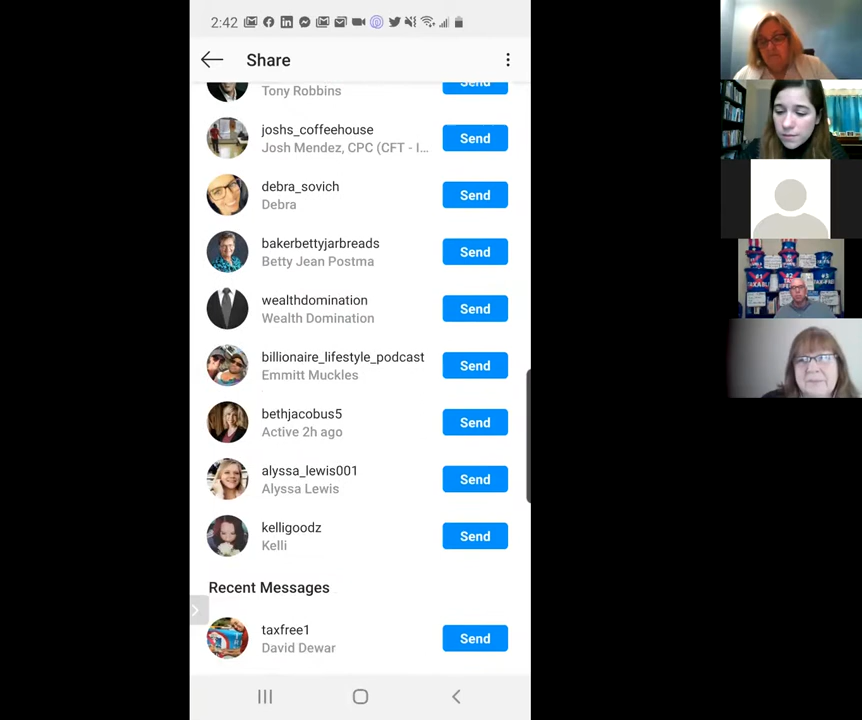 2:42
Share
Send
Tony Robbins
joshs_coffeehouse
Josh Mendez, CPC (CFT - I...
Send
debra_sovich
Debra
Send
bakerbettyjarbreads
Betty Jean Postma
Send
wealthdomination
Wealth Domination
Send
billionaire_lifestyle_podcast
Emmitt Muckles
Send
bethjacobus5
Active 2h ago
Send
alyssa_lewis001
Alyssa Lewis
Send
kelligoodz
Kelli
Send
Recent Messages
taxfree1
David Dewar
Send